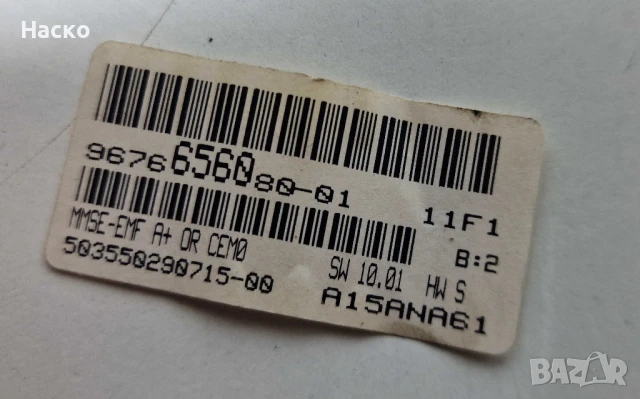 Наско
9676656080-01 11F1
B:2
MMSE-EMF A+ OR CEM0 SW 10.01 HW S
503550290715-00 A15ANA61
BAZAR